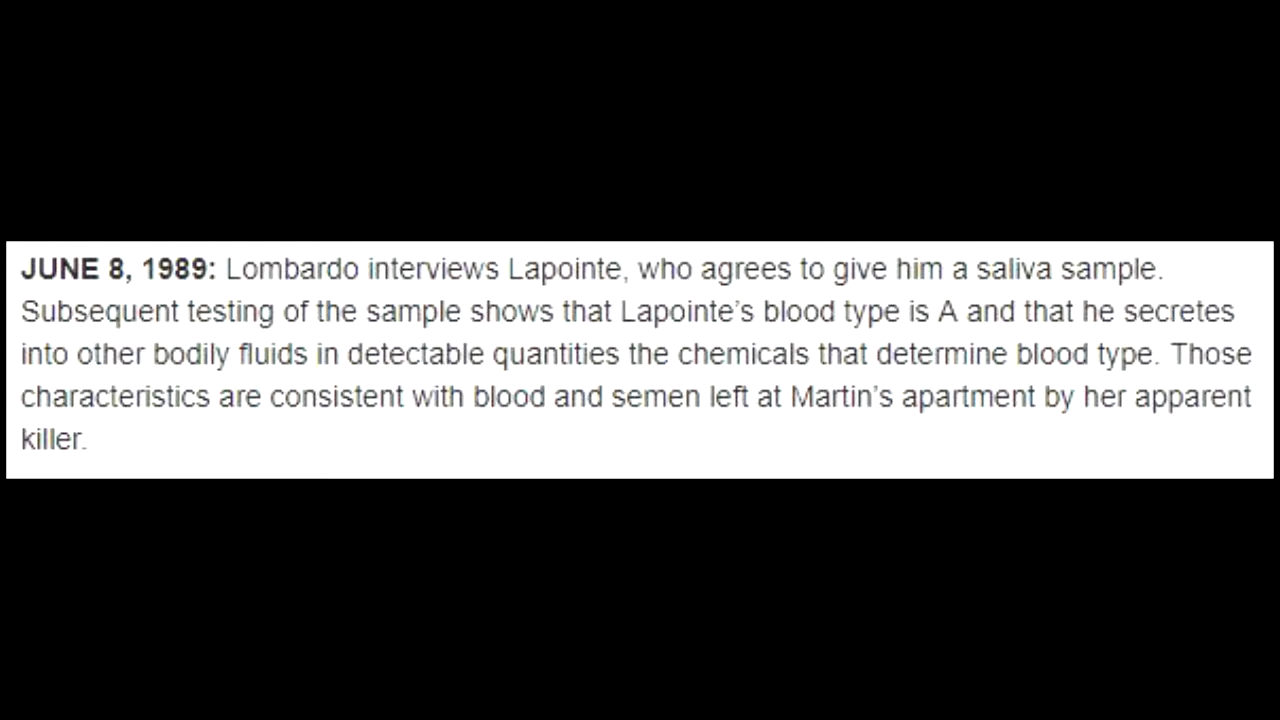 JUNE 8, 1989: Lombardo interviews Lapointe, who agrees to give him a saliva sample.
Subsequent testing of the sample shows that Lapointe’s blood type is A and that he secretes
into other bodily fluids in detectable quantities the chemicals that determine blood type. Those
characteristics are consistent with blood and semen left at Martin’s apartment by her apparent
killer.